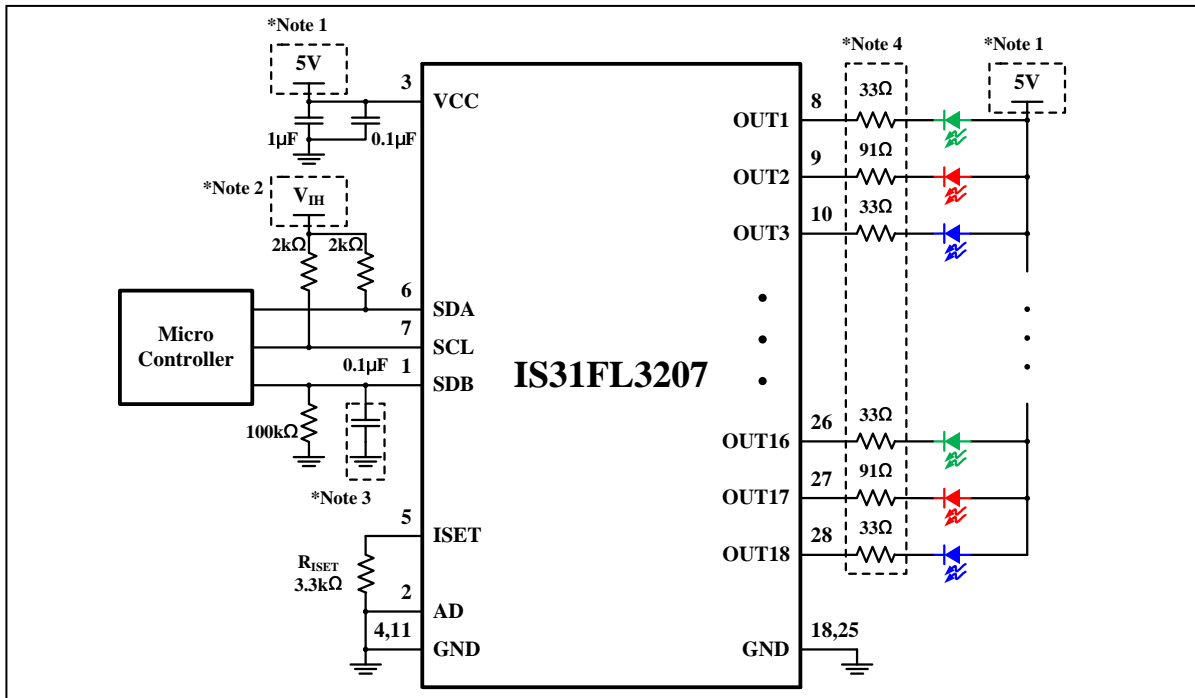 *Note 1
5V
3
VCC
1µF
0.1µF
*Note 2
VIH
2kΩ
2kΩ
Micro
Controller
6
SDA
7
SCL
0.1µF
1
SDB
100kΩ
*Note 3
5
ISET
RISET
3.3kΩ
2
AD
4,11
GND
IS31FL3207
*Note 4
*Note 1
5V
OUT1
8
33Ω
OUT2
9
91Ω
OUT3
10
33Ω
OUT16
26
33Ω
OUT17
27
91Ω
OUT18
28
33Ω
GND
18,25